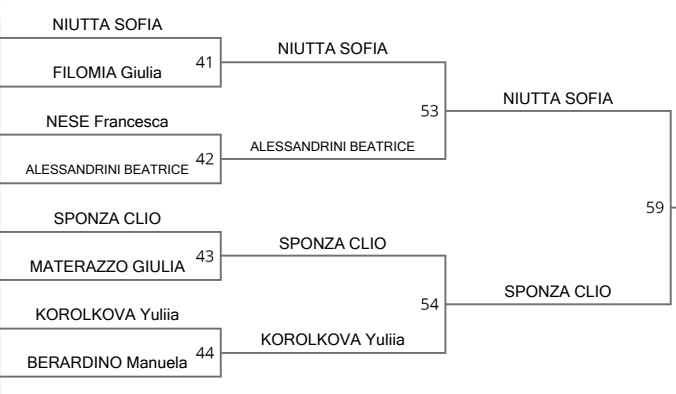 NIUTTA SOFIA
41
FILOMIA Giulia
NESE Francesca
42
ALESSANDRINI BEATRICE
SPONZA CLIO
43
MATERAZZO GIULIA
KOROLKOVA Yuliia
44
BERARDINO Manuela
NIUTTA SOFIA
53
ALESSANDRINI BEATRICE
SPONZA CLIO
54
KOROLKOVA Yuliia
NIUTTA SOFIA
59
SPONZA CLIO